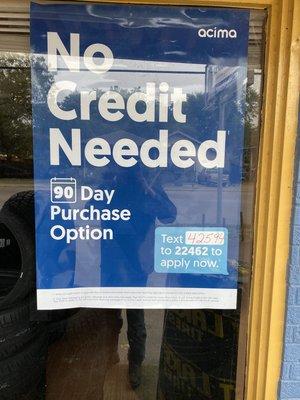 acima
No
Credit
Needed
90 Day
Purchase
Option
Text 42594
to 22462 to
apply now.